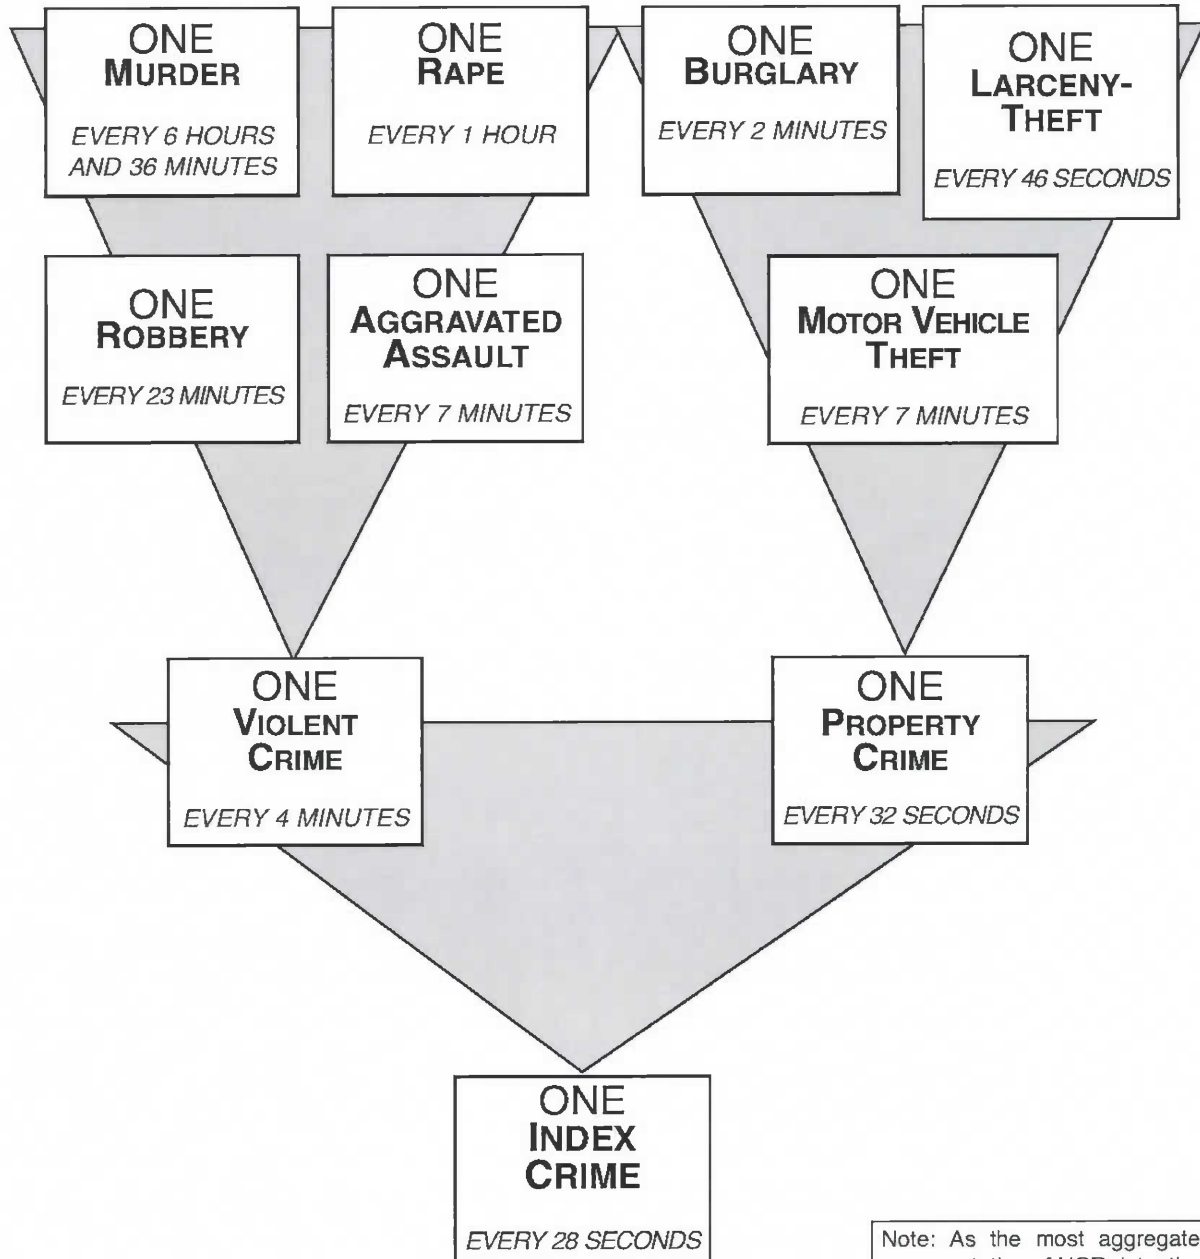 ONE
MURDER
EVERY 6 HOURS
AND 36 MINUTES
ONE
RAPE
EVERY 1 HOUR
ONE
BURGLARY
EVERY 2 MINUTES
ONE
LARCENY-
THEFT
EVERY 46 SECONDS
ONE
ROBBERY
EVERY 23 MINUTES
ONE
AGGRAVATED
ASSAULT
EVERY 7 MINUTES
ONE
MOTOR VEHICLE
THEFT
EVERY 7 MINUTES
ONE
VIOLENT
CRIME
EVERY 4 MINUTES
ONE
PROPERTY
CRIME
EVERY 32 SECONDS
ONE
INDEX
CRIME
EVERY 28 SECONDS
Note: As the most aggregate